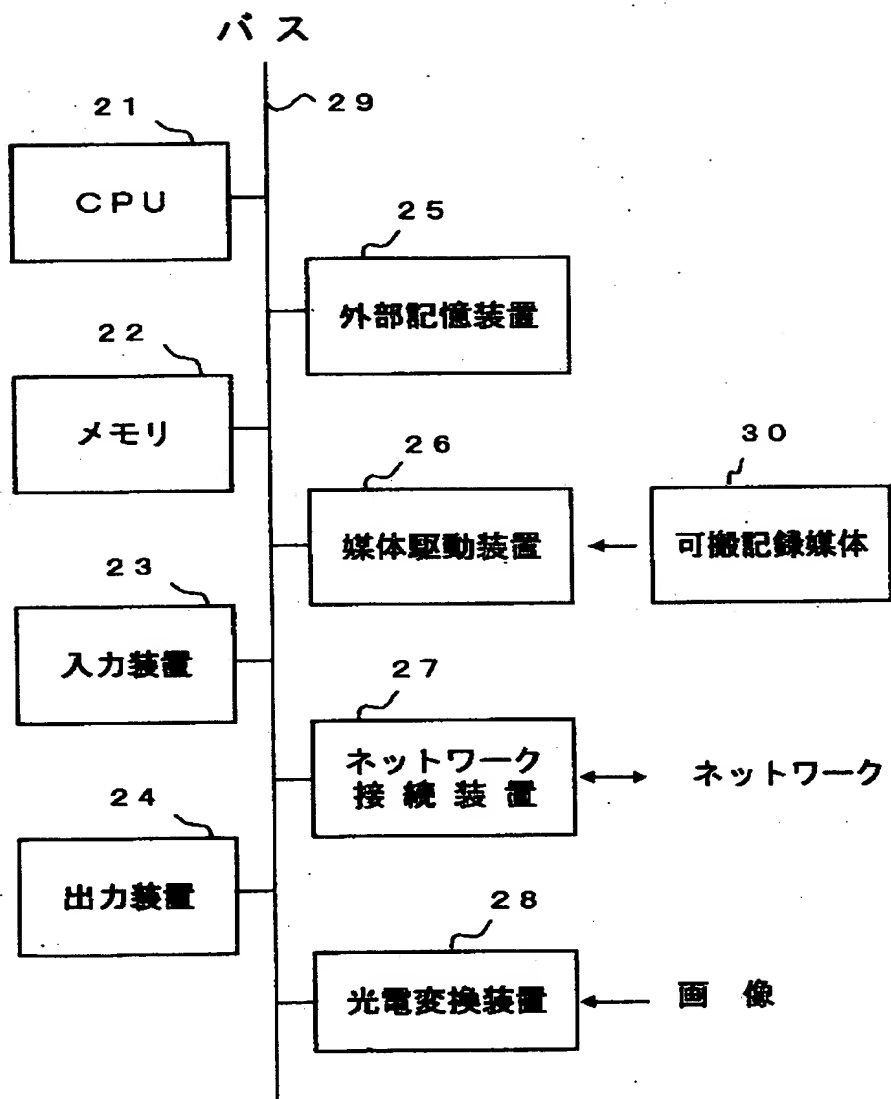 バス
29
21
CPU
25
外部記憶装置
22
メモリ
26
媒体駆動装置
30
可搬記録媒体
23
入力装置
27
ネットワーク
接続装置
ネットワーク
24
出力装置
28
光電変換装置
画像